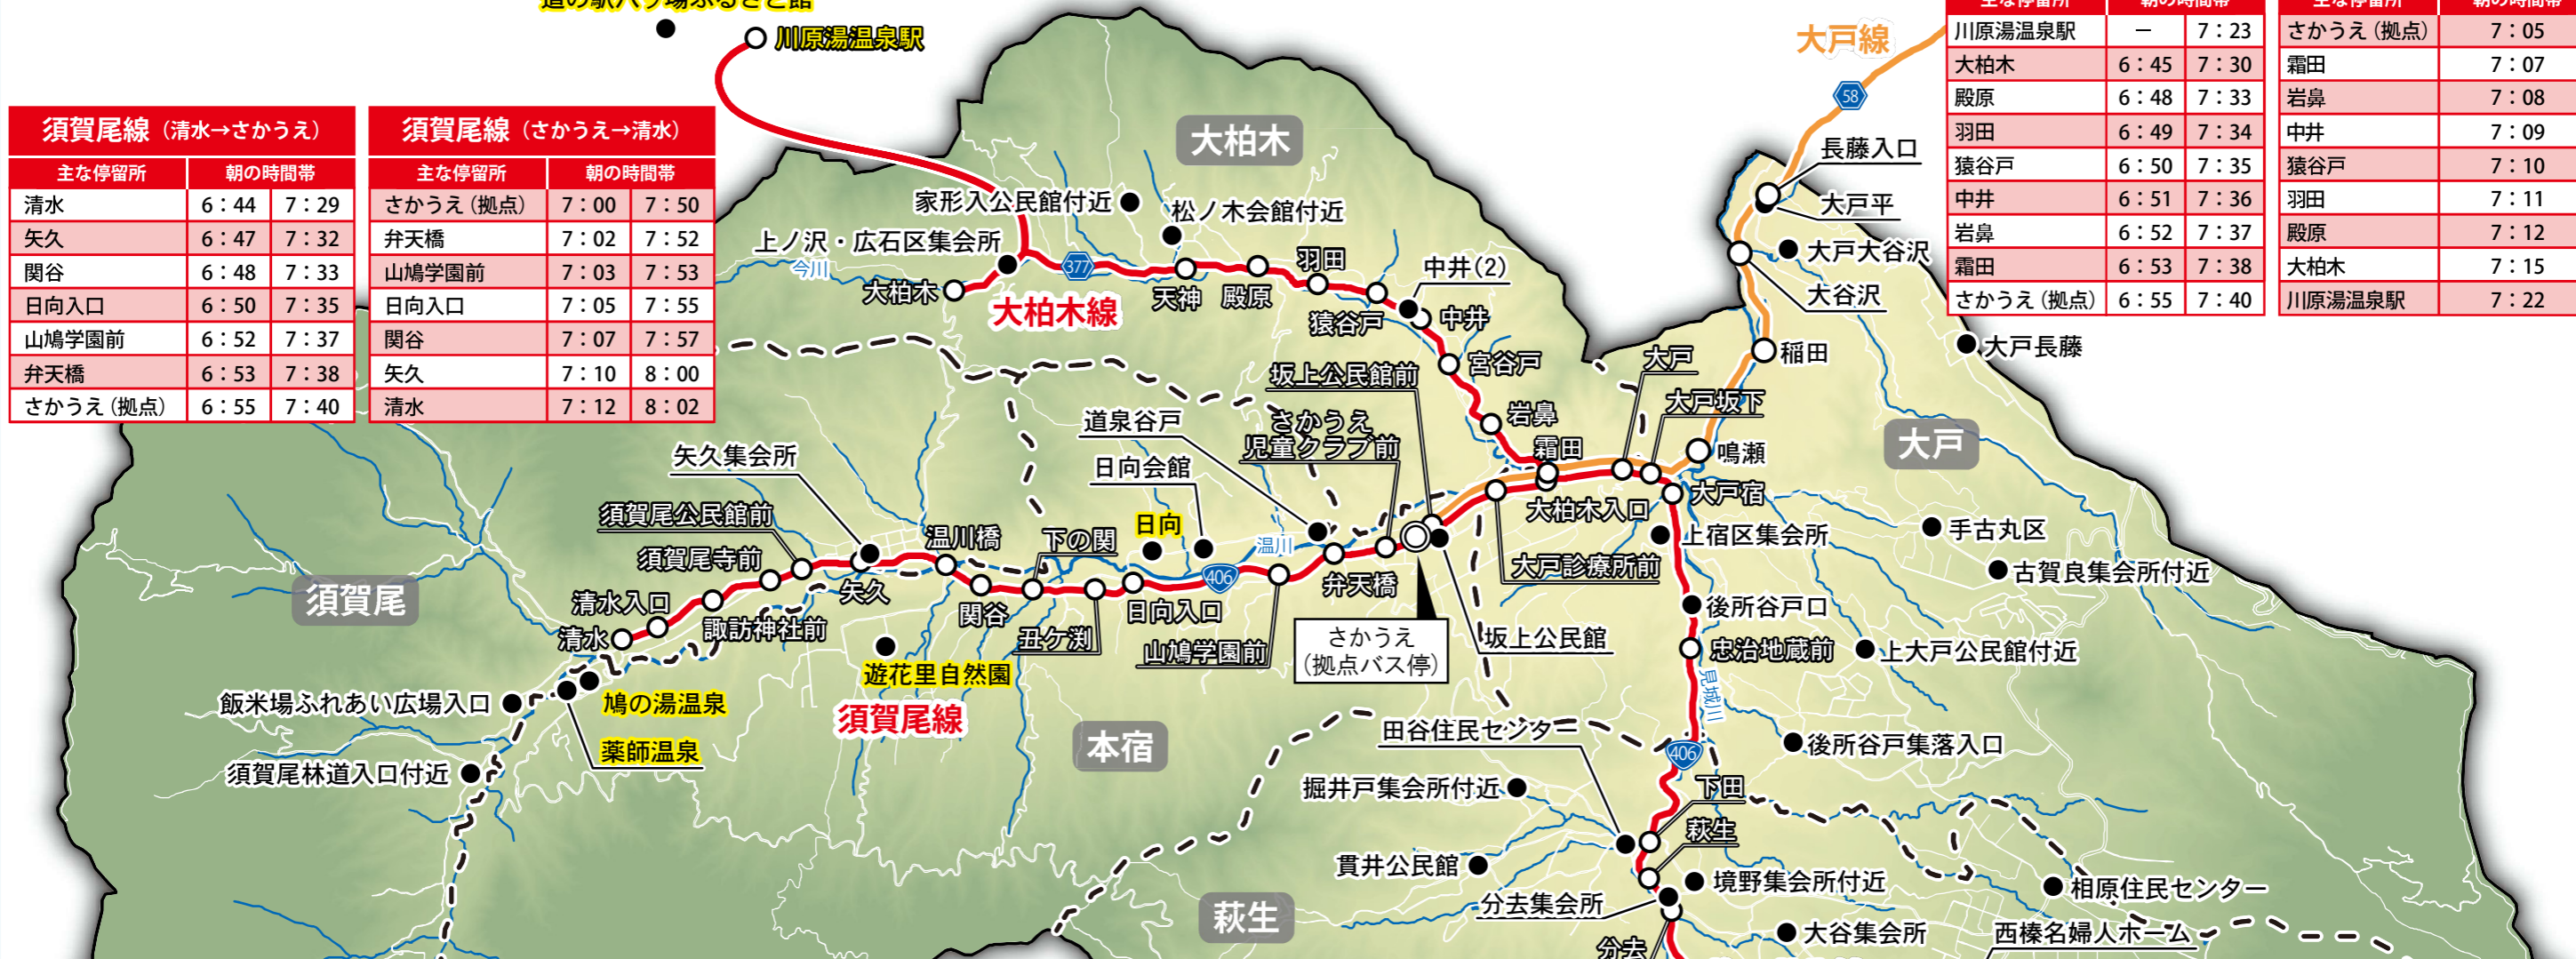 川原湯温泉駅
大戸線
58
須賀尾線（清水→さかうえ）
主な停留所 朝の時間帯
清水 6：44 7：29
矢久 6：47 7：32
関谷 6：48 7：33
日向入口 6：50 7：35
山鳩学園前 6：52 7：37
弁天橋 6：53 7：38
さかうえ（拠点） 6：55 7：40
須賀尾線（さかうえ→清水）
主な停留所 朝の時間帯
さかうえ（拠点） 7：00 7：50
弁天橋 7：02 7：52
山鳩学園前 7：03 7：53
日向入口 7：05 7：55
関谷 7：07 7：57
矢久 7：10 8：00
清水 7：12 8：02
主な停留所 朝の時間帯
川原湯温泉駅 － 7：23
大柏木 6：45 7：30
殿原 6：48 7：33
羽田 6：49 7：34
猿谷戸 6：50 7：35
中井 6：51 7：36
岩鼻 6：52 7：37
霜田 6：53 7：38
さかうえ（拠点） 6：55 7：40
主な停留所 朝の時間帯
さかうえ（拠点） 7：05
霜田 7：07
岩鼻 7：08
中井 7：09
猿谷戸 7：10
羽田 7：11
殿原 7：12
大柏木 7：15
川原湯温泉駅 7：22
大柏木
長藤入口
大戸平
大戸大谷沢
大谷沢
稲田
大戸長藤
家形入公民館付近
松ノ木会館付近
上ノ沢・広石区集会所
今川
377
大柏木
大柏木線
天神
殿原
羽田
猿谷戸
中井(2)
中井
宮谷戸
坂上公民館前
大戸
大戸坂下
岩鼻
霜田
鳴瀬
大戸
道泉谷戸
さかうえ
児童クラブ前
日向会館
矢久集会所
須賀尾公民館前
須賀尾寺前
温川橋
下の関
日向
温川
406
大柏木入口
大戸宿
上宿区集会所
手古丸区
古賀良集会所付近
大戸診療所前
弁天橋
日向入口
矢久
関谷
丑ケ渕
山鳩学園前
さかうえ
(拠点バス停)
坂上公民館
後所谷戸口
忠治地蔵前
上大戸公民館付近
須賀尾
清水入口
清水
諏訪神社前
遊花里自然園
須賀尾線
飯米場ふれあい広場入口
鳩の湯温泉
薬師温泉
須賀尾林道入口付近
本宿
見城川
田谷住民センター
406
後所谷戸集落入口
掘井戸集会所付近
下田
萩生
貫井公民館
境野集会所付近
分去集会所
相原住民センター
萩生
分去
大谷集会所
西榛名婦人ホーム